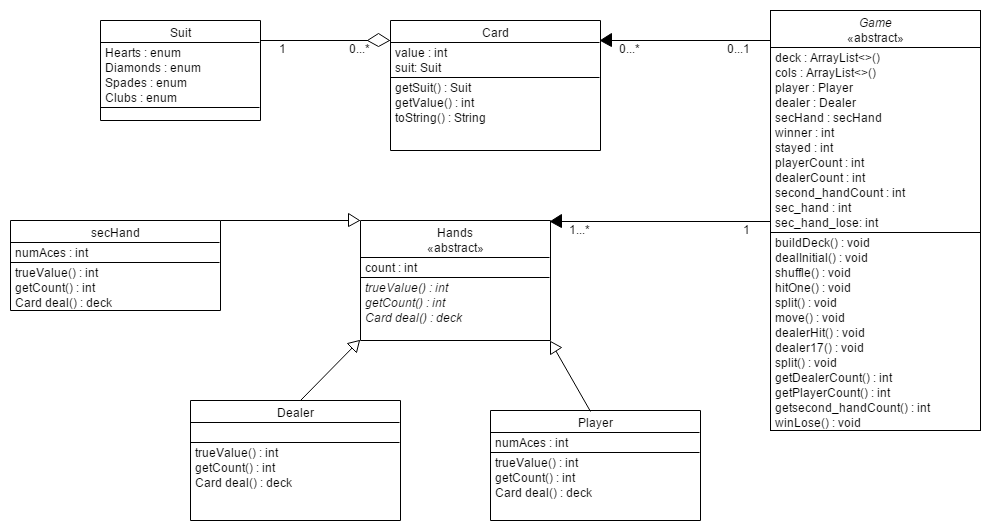 Suit
Hearts : enum
Diamonds : enum
Spades : enum
Clubs : enum
1
0...*
Card
value : int
suit: Suit
getSuit() : Suit
getValue() : int
toString() : String
0...*
0...1
Game
«abstract»
deck : ArrayList<>()
cols : ArrayList<>()
player : Player
dealer : Dealer
secHand : secHand
winner : int
stayed : int
playerCount : int
dealerCount : int
second_handCount : int
sec_hand : int
sec_hand_lose: int
buildDeck() : void
dealInitial() : void
shuffle() : void
hitOne() : void
split() : void
move() : void
dealerHit() : void
dealer17() : void
split() : void
getDealerCount() : int
getPlayerCount() : int
getsecond_handCount() : int
winLose() : void
secHand
numAces : int
trueValue() : int
getCount() : int
Card deal() : deck
Hands
«abstract»
count : int
trueValue() : int
getCount() : int
Card deal() : deck
1...*
1
Dealer
trueValue() : int
getCount() : int
Card deal() : deck
Player
numAces : int
trueValue() : int
getCount() : int
Card deal() : deck